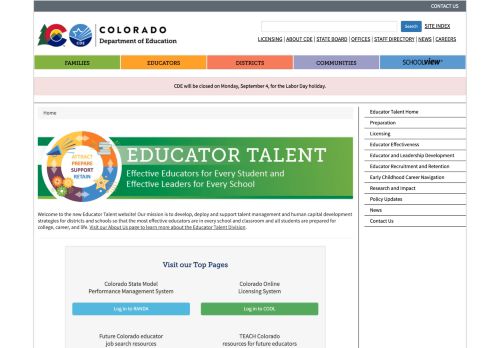 CONTACT US
COLORADO
Department of Education
CDE
Search
SITE INDEX
LICENSING | ABOUT CDE | STATE BOARD | OFFICES | STAFF DIRECTORY | NEWS | CAREERS
FAMILIES
EDUCATORS
DISTRICTS
COMMUNITIES
SCHOOLVIEW
CDE will be closed on Monday, September 4, for the Labor Day holiday.
Home
ATTRACT
PREPARE
SUPPORT
RETAIN
EDUCATOR TALENT
Effective Educators for Every Student and
Effective Leaders for Every School
Welcome to the new Educator Talent website! Our mission is to develop, deploy and support talent management and human capital development
strategies for districts and schools so that the most effective educators are in every school and classroom and all students are prepared for
college, career, and life. Visit our About Us page to learn more about the Educator Talent Division.
Visit our Top Pages
Colorado State Model
Performance Management System
Log in to RANDA
Colorado Online
Licensing System
Log in to COOL
Future Colorado educator
job search resources
TEACH Colorado
resources for future educators
Educator Talent Home
Preparation
Licensing
Educator Effectiveness
Educator and Leadership Development
Educator Recruitment and Retention
Early Childhood Career Navigation
Research and Impact
Policy Updates
News
Contact Us